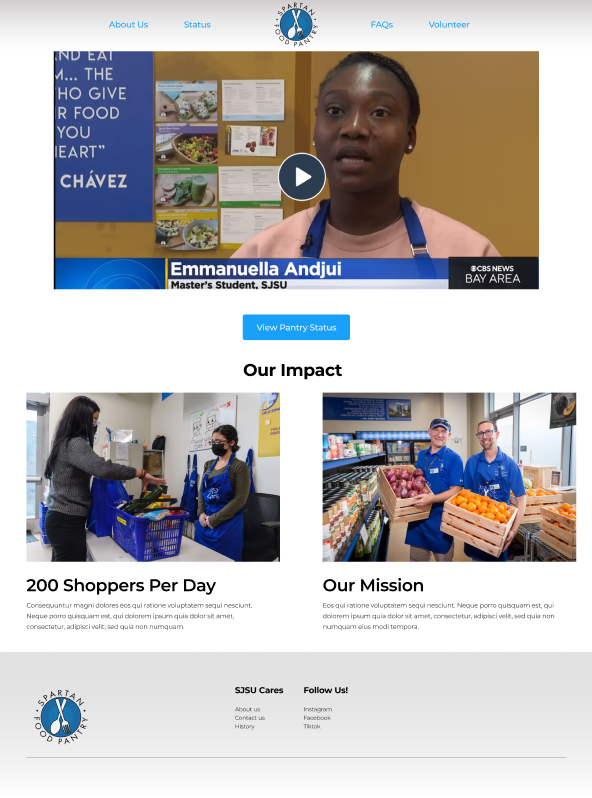 About Us
Status
SPARTAN
FOOD PANTRY
FAQs
Volunteer
ND EAT
M... THE
HO GIVE
R FOOD
YOU
EART"
CHÁVEZ
Emmanuella Andjui
Master's Student, SJSU
CBS NEWS
BAY AREA
View Pantry Status
Our Impact
200 Shoppers Per Day
Consequuntur magni dolores eos qui ratione voluptatem sequi nesciunt.
Neque porro quisquam est, qui dolorem ipsum quia dolor sit amet,
consectetur, adipisci velit, sed quia non numquam.
Our Mission
Eos qui ratione voluptatem sequi nesciunt. Neque porro quisquam est, qui
dolorem ipsum quia dolor sit amet, consectetur, adipisci velit, sed quia non
numquam eius modi tempora.
SPARTAN
FOOD PANTRY
SJSU Cares
About us
Contact us
History
Follow Us!
Instagram
Facebook
Tiktok